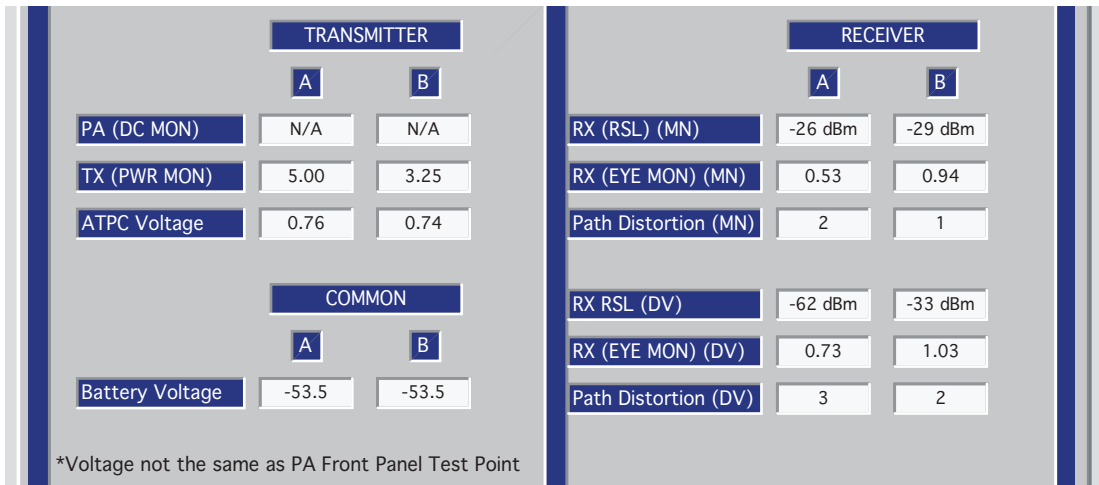 TRANSMITTER
A B
PA (DC MON) N/A N/A
TX (PWR MON) 5.00 3.25
ATPC Voltage 0.76 0.74
COMMON
A B
Battery Voltage -53.5 -53.5
*Voltage not the same as PA Front Panel Test Point
RECEIVER
A B
RX (RSL) (MN) -26 dBm -29 dBm
RX (EYE MON) (MN) 0.53 0.94
Path Distortion (MN) 2 1
RX RSL (DV) -62 dBm -33 dBm
RX (EYE MON) (DV) 0.73 1.03
Path Distortion (DV) 3 2